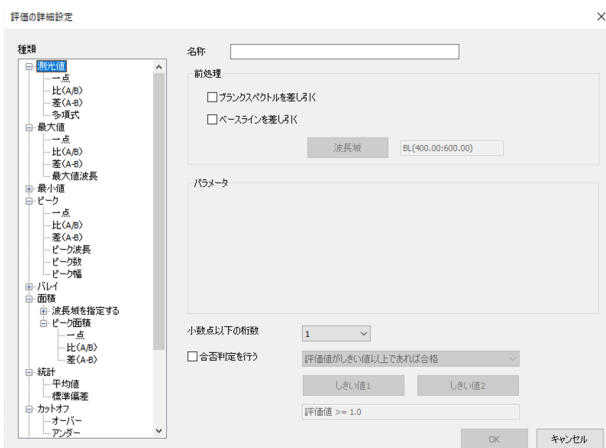 評価の詳細設定
種類
測光値
一点
比(A/B)
差(A-B)
多項式
最大値
一点
比(A/B)
差(A-B)
最大値波長
最小値
ピーク
一点
比(A/B)
差(A-B)
ピーク波長
ピーク数
ピーク幅
バレイ
面積
波長域を指定する
ピーク面積
一点
比(A/B)
差(A-B)
統計
平均値
標準偏差
カットオフ
オーバー
アンダー
名称
前処理
ブランクスペクトルを差し引く
ベースラインを差し引く
波長域 BL(400.00:600.00)
パラメータ
小数点以下の桁数 1
合否判定を行う 評価値がしきい値以上であれば合格
しきい値1 しきい値2
評価値 >= 1.0
OK キャンセル